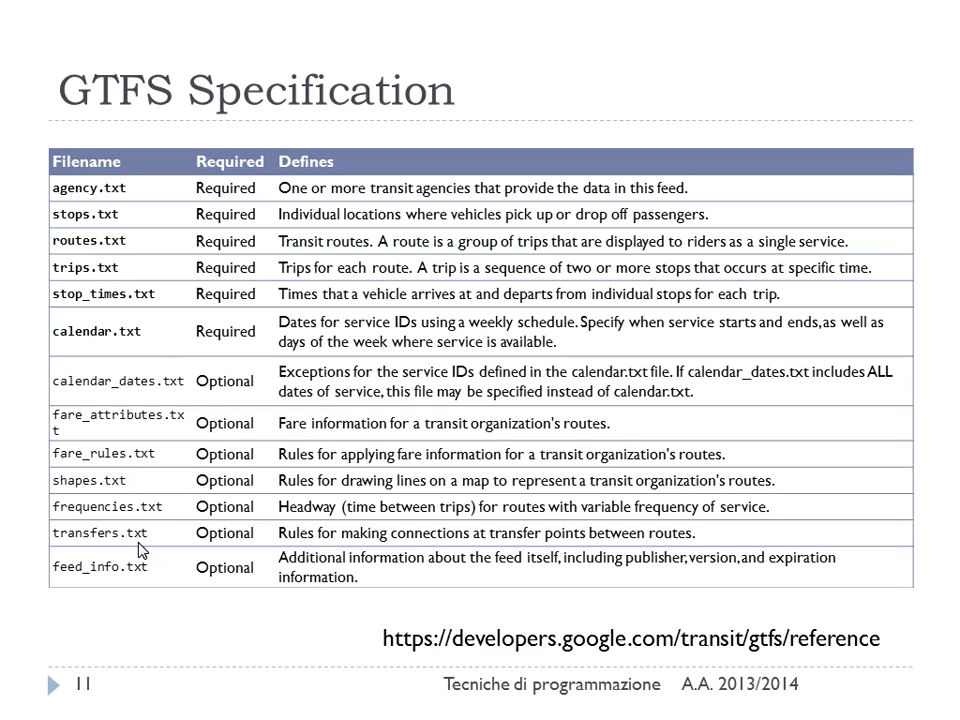 GTFS Specification
Filename Required Defines
agency.txt Required One or more transit agencies that provide the data in this feed.
stops.txt Required Individual locations where vehicles pick up or drop off passengers.
routes.txt Required Transit routes. A route is a group of trips that are displayed to riders as a single service.
trips.txt Required Trips for each route. A trip is a sequence of two or more stops that occurs at specific time.
stop_times.txt Required Times that a vehicle arrives at and departs from individual stops for each trip.
calendar.txt Required Dates for service IDs using a weekly schedule. Specify when service starts and ends, as well as
days of the week where service is available.
calendar_dates.txt Optional Exceptions for the service IDs defined in the calendar.txt file. If calendar_dates.txt includes ALL
dates of service, this file may be specified instead of calendar.txt.
fare_attributes.tx
t Optional Fare information for a transit organization's routes.
fare_rules.txt Optional Rules for applying fare information for a transit organization's routes.
shapes.txt Optional Rules for drawing lines on a map to represent a transit organization's routes.
frequencies.txt Optional Headway (time between trips) for routes with variable frequency of service.
transfers.txt Optional Rules for making connections at transfer points between routes.
feed_info.txt Optional Additional information about the feed itself, including publisher, version, and expiration
information.
https://developers.google.com/transit/gtfs/reference
11 Tecniche di programmazione A.A. 2013/2014